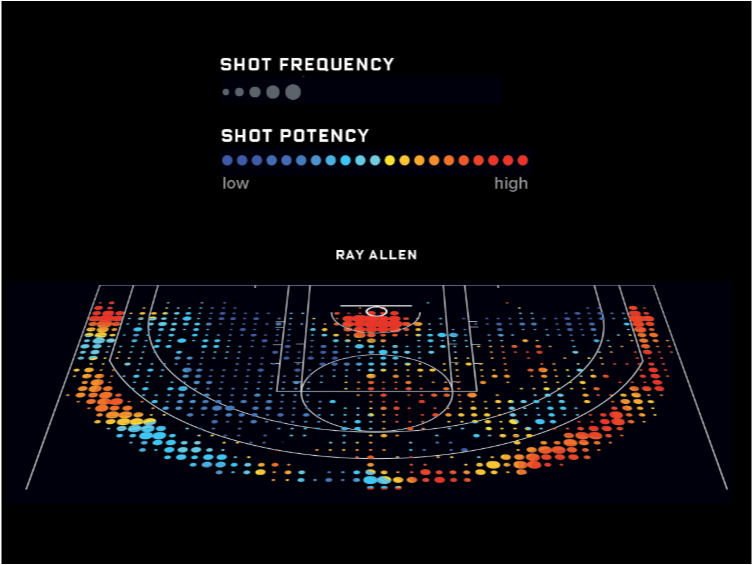 SHOT FREQUENCY
SHOT POTENCY
low high
RAY ALLEN